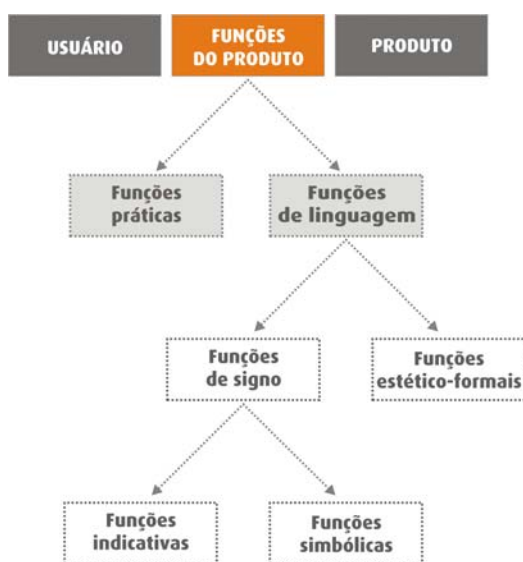 USUÁRIO
FUNÇÕES
DO PRODUTO
PRODUTO
Funções
práticas
Funções
de linguagem
Funções
de signo
Funções
estético-formais
Funções
indicativas
Funções
simbólicas